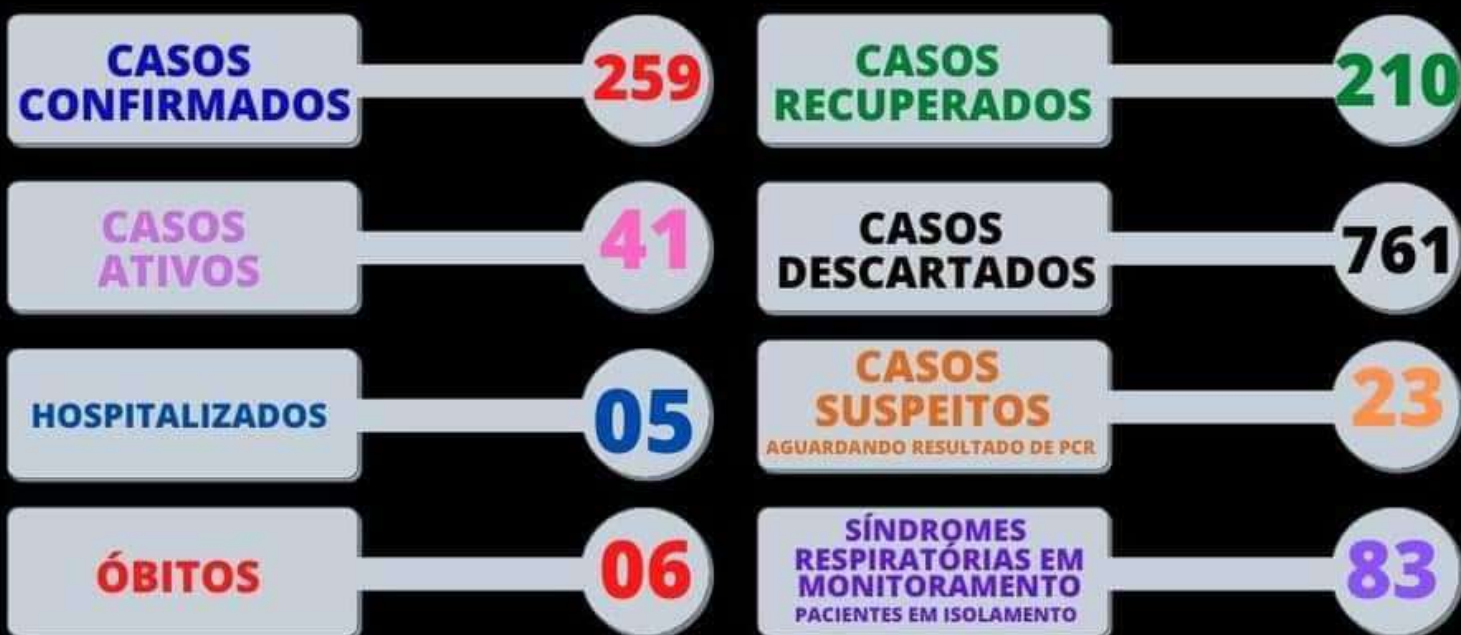 CASOS
CONFIRMADOS
259
CASOS
RECUPERADOS
210
CASOS
ATIVOS
41
CASOS
DESCARTADOS
761
HOSPITALIZADOS
05
CASOS
SUSPEITOS
AGUARDANDO RESULTADO DE PCR
23
ÓBITOS
06
SÍNDROMES
RESPIRATÓRIAS EM
MONITORAMENTO
PACIENTES EM ISOLAMENTO
83